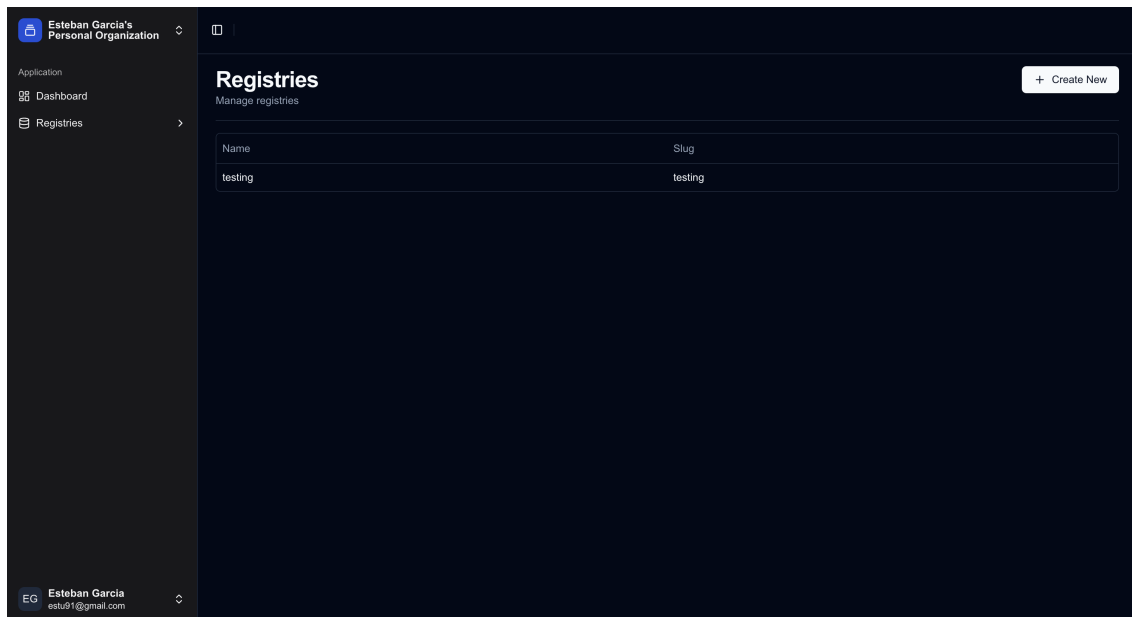 Esteban Garcia's
Personal Organization
Application
Dashboard
Registries
Registries
Manage registries
Create New
Name Slug
testing testing
EG
Esteban Garcia
estu91@gmail.com